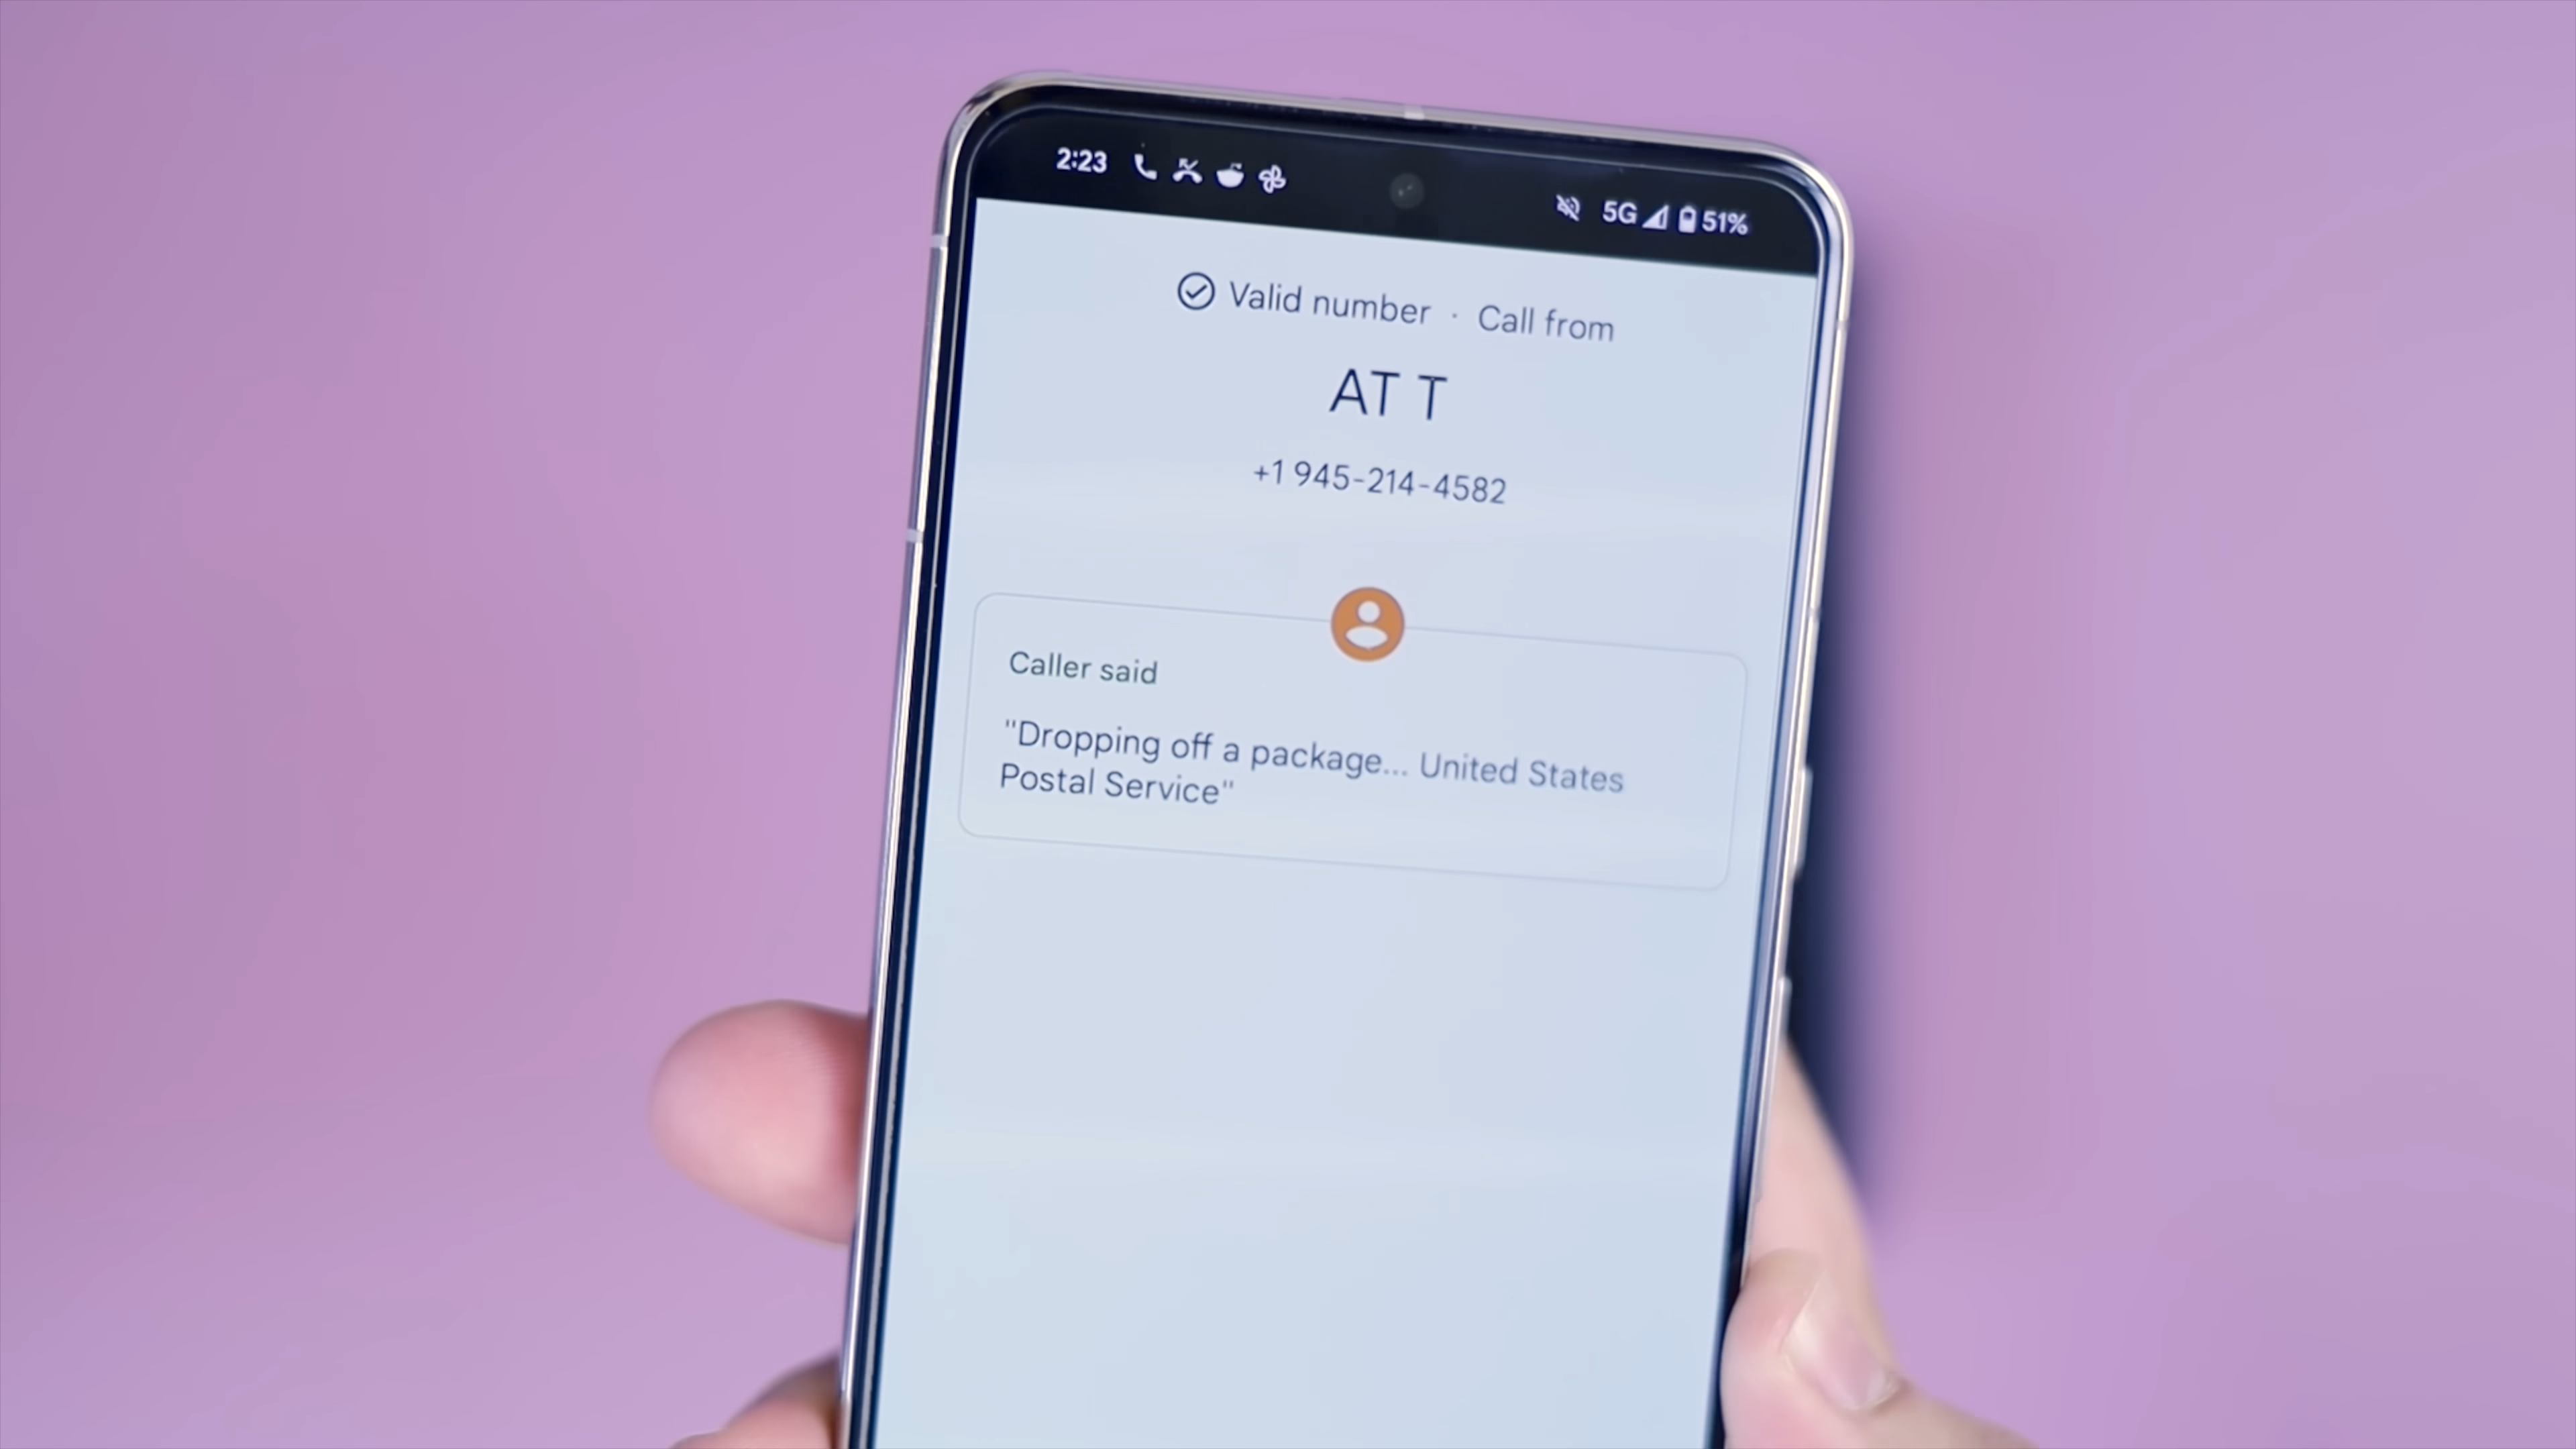 2:23 5G 51%
Valid number · Call from
AT T
+1 945-214-4582
Caller said
"Dropping off a package... United States
Postal Service"